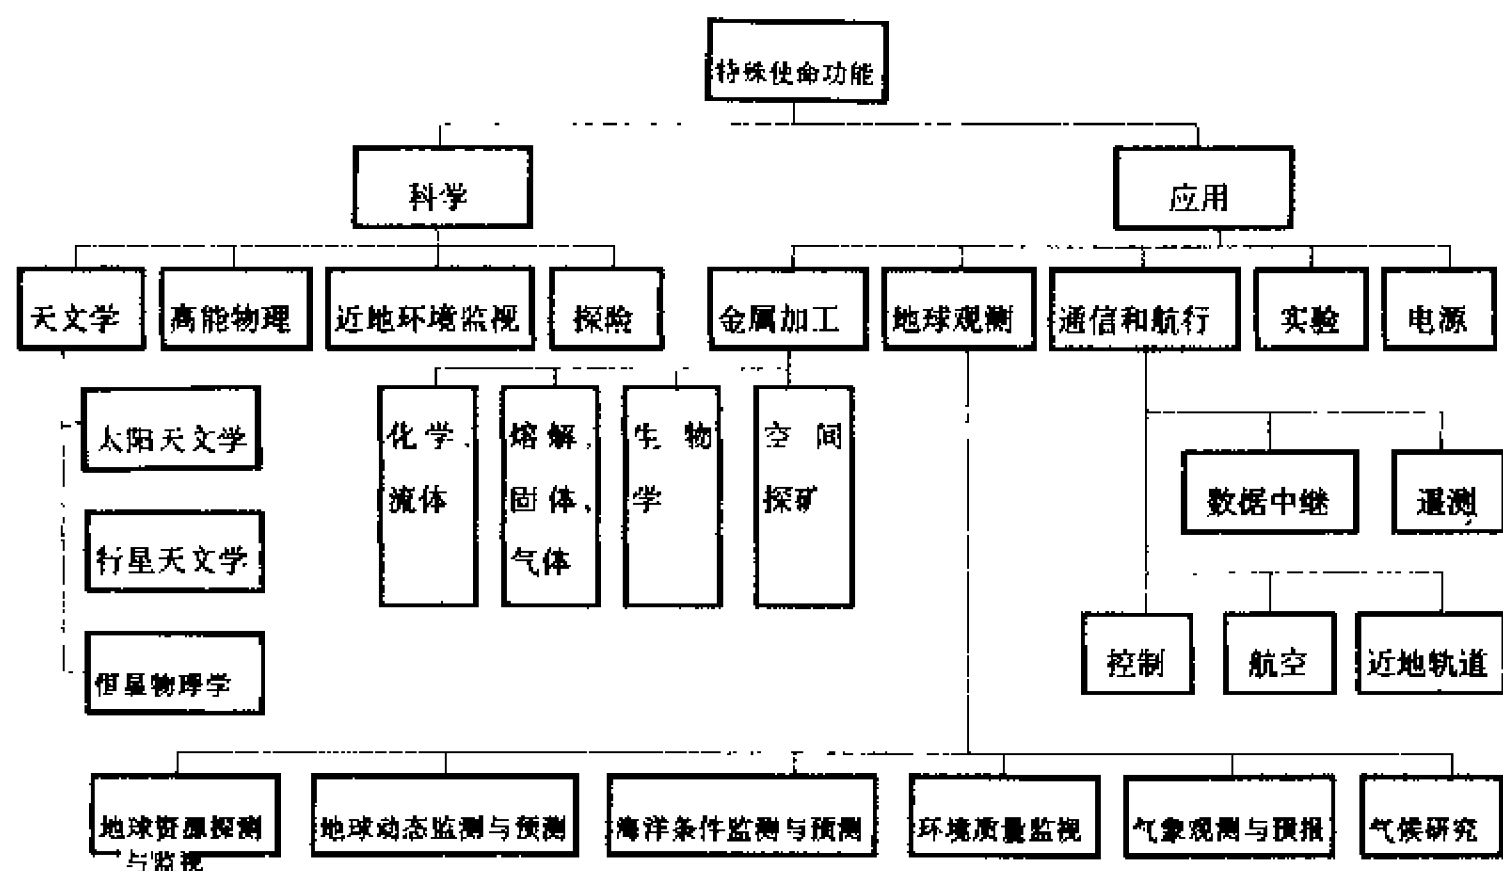 特殊使命功能
科学
应用
天文学
高能物理
近地环境监视
探险
金属加工
地球观测
通信和航行
实验
电源
太阳天文学
行星天文学
恒星物理学
化学、
流体
熔解，
固体、
气体
生物
学
空间
探矿
数据中继
遥测
控制
航空
近地轨道
地球资源探测
与监视
地球动态监测与预测
海洋条件监测与预测
环境质量监视
气象观测与预报
气候研究